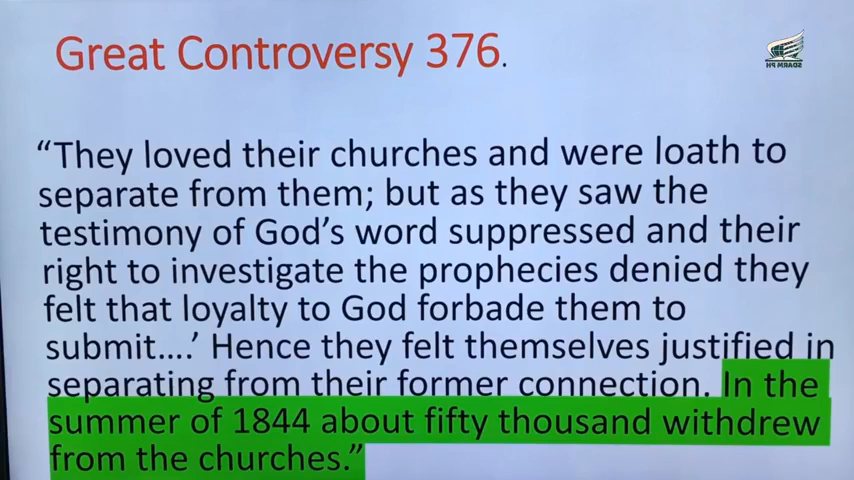 Great Controversy 376.
SDARM PH
“They loved their churches and were loath to
separate from them; but as they saw the
testimony of God’s word suppressed and their
right to investigate the prophecies denied they
felt that loyalty to God forbade them to
submit....’ Hence they felt themselves justified in
separating from their former connection. In the
summer of 1844 about fifty thousand withdrew
from the churches.”